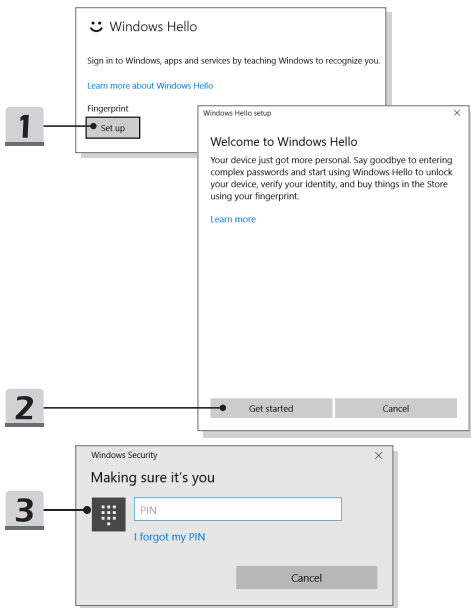 Windows Hello
Sign in to Windows, apps and services by teaching Windows to recognize you.
Learn more about Windows Hello
Fingerprint
1
Set up
Windows Hello setup
Welcome to Windows Hello
Your device just got more personal. Say goodbye to entering
complex passwords and start using Windows Hello to unlock
your device, verify your identity, and buy things in the Store
using your fingerprint.
Learn more
2
Get started
Cancel
Windows Security
Making sure it's you
3
PIN
I forgot my PIN
Cancel